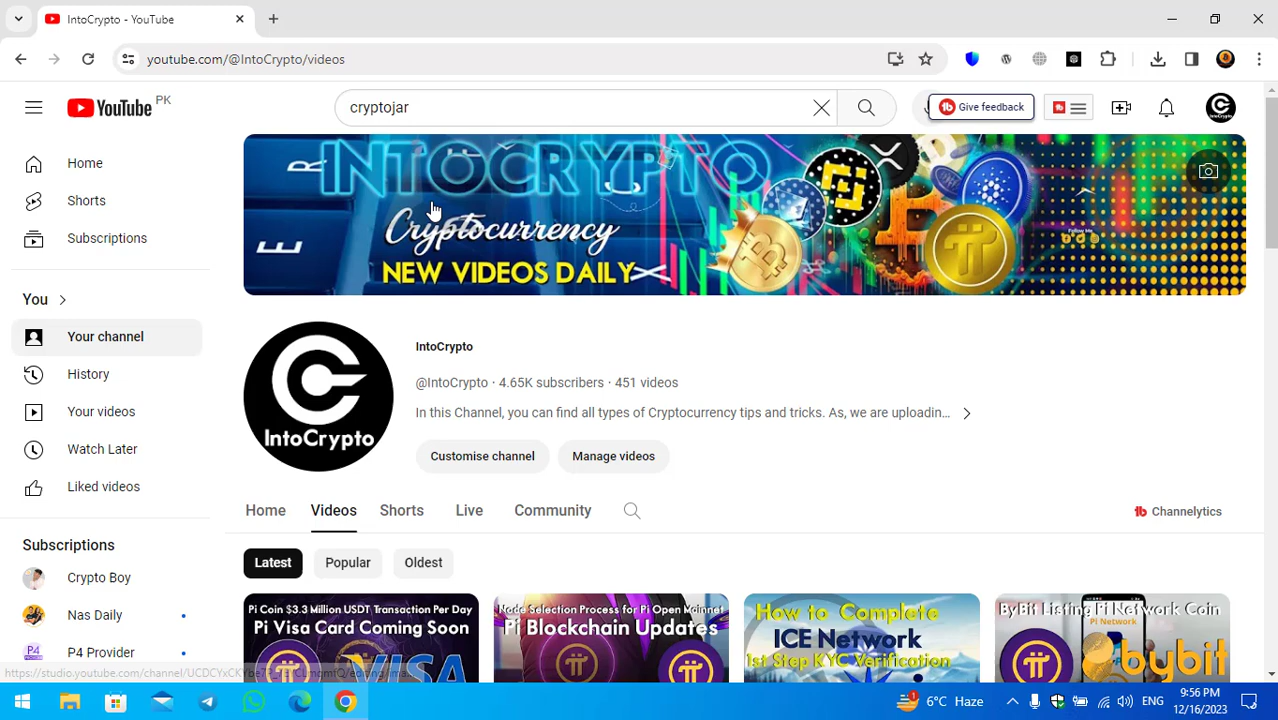 IntoCrypto - YouTube
youtube.com/@IntoCrypto/videos
YouTube PK
cryptojar
Give feedback
IntoCrypto
Home
Shorts
Subscriptions
You
Your channel
History
Your videos
Watch Later
Liked videos
Subscriptions
Crypto Boy
Nas Daily
P4 Provider
R
E
INTOCRYPTO
Cryptocurrency
NEW VIDEOS DAILY
Follow Me
IntoCrypto
IntoCrypto
@IntoCrypto · 4.65K subscribers · 451 videos
In this Channel, you can find all types of Cryptocurrency tips and tricks. As, we are uploadin...
Customise channel
Manage videos
Home
Videos
Shorts
Live
Community
Channelytics
Latest
Popular
Oldest
Pi Coin $3.3 Million USDT Transaction Per Day
Pi Visa Card Coming Soon
VISA
Node Selection Process for Pi Open Mainnet
Pi Blockchain Updates
How to Complete
ICE Network
1st Step KYC Verification
ByBit Listing Pi Network Coin
Pi Network
bybit
6°C Haze
ENG
9:56 PM
12/16/2023